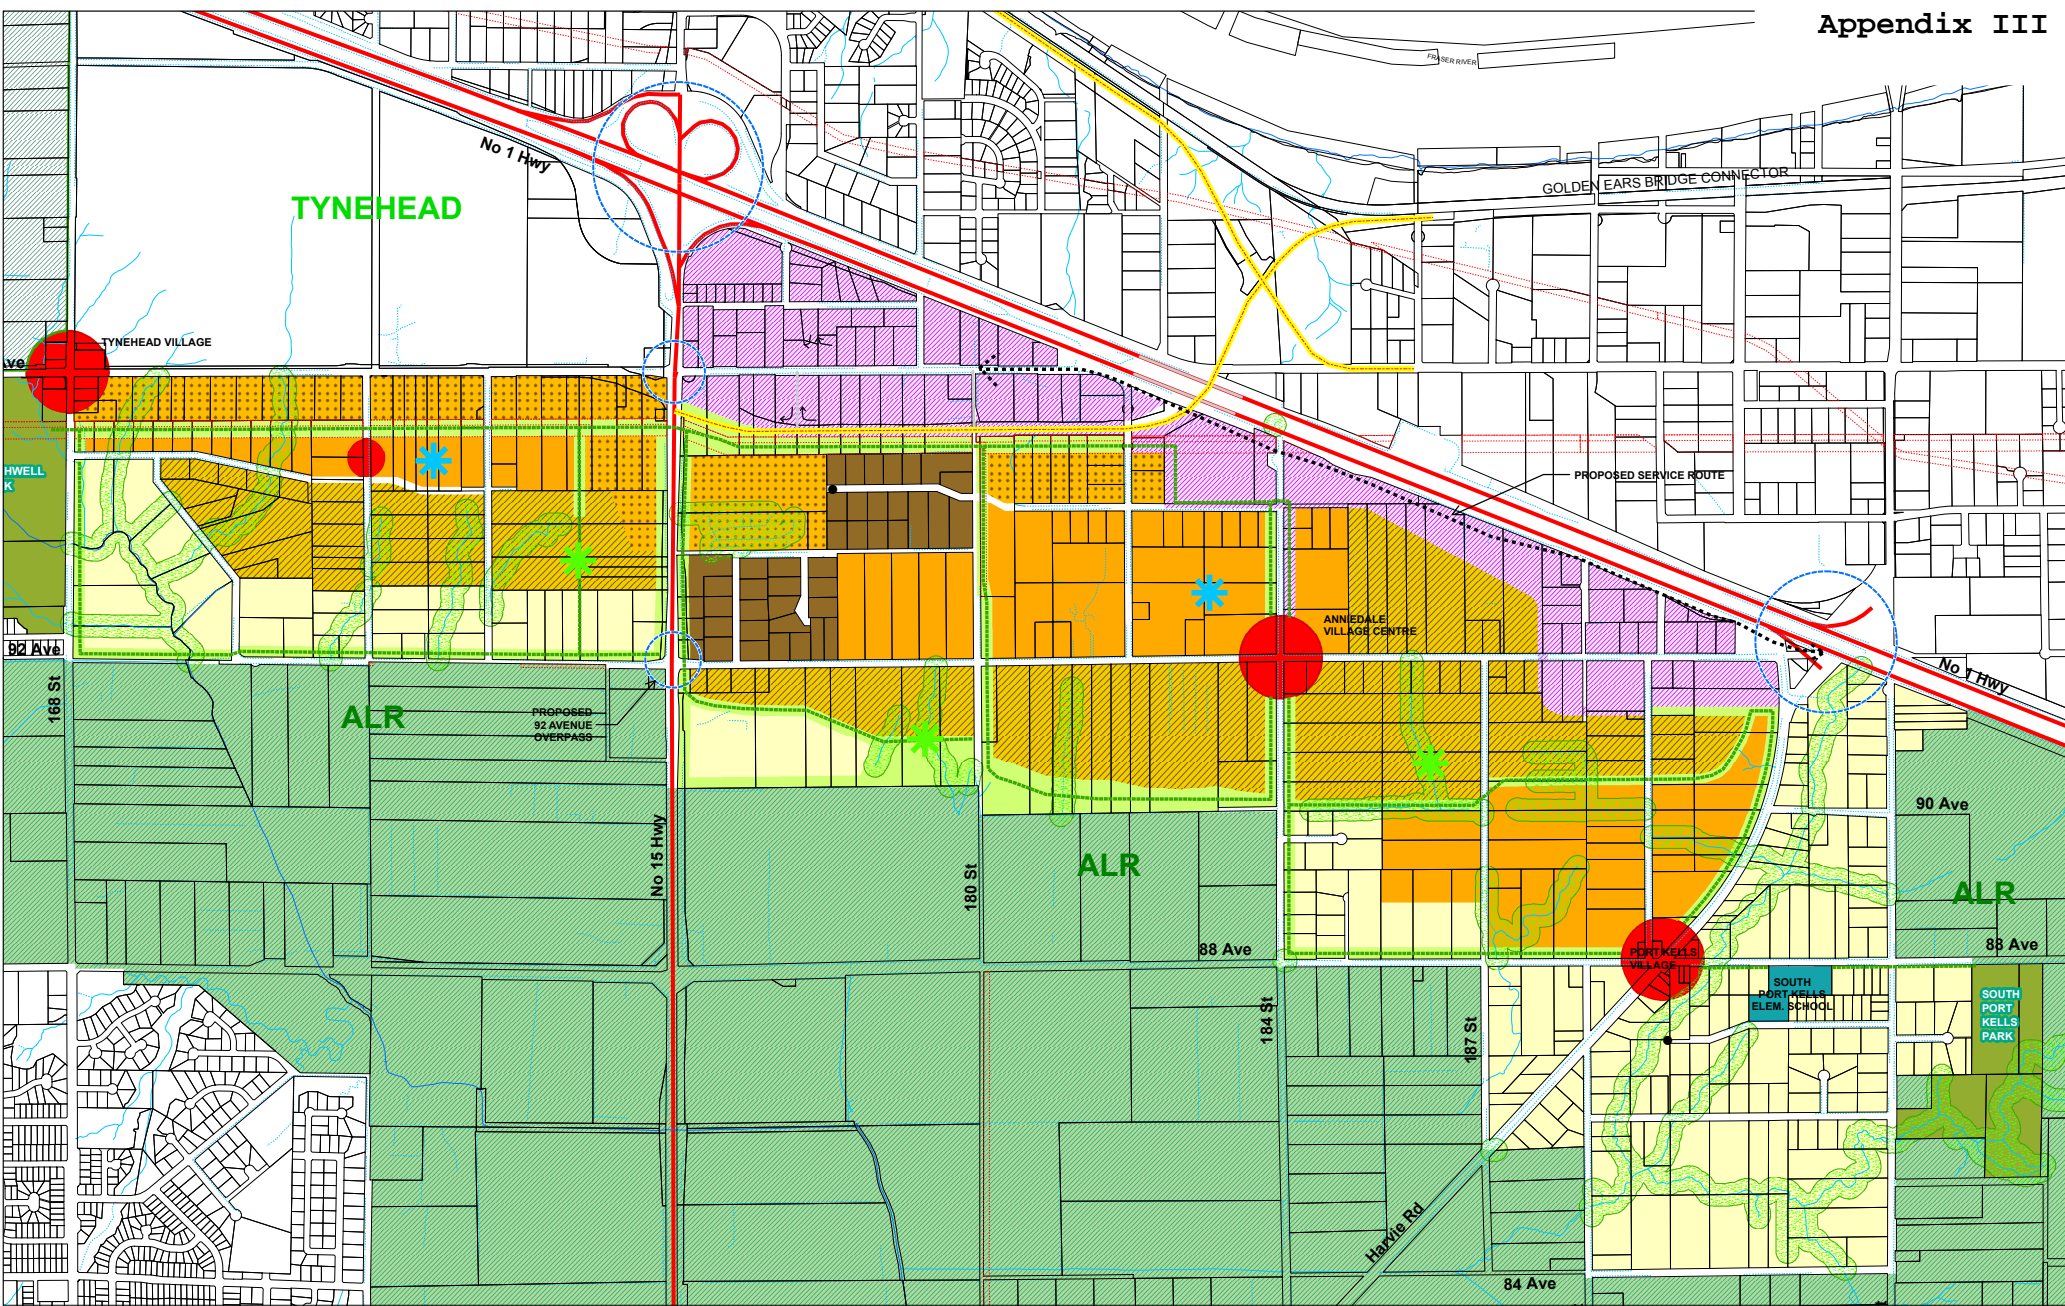 Appendix III
FRASER RIVER
No 1 Hwy
GOLDEN EARS BRIDGE CONNECTOR
TYNEHEAD
TYNEHEAD VILLAGE
Ave
HWELL
K
PROPOSED SERVICE ROUTE
ANNIEDALE
VILLAGE CENTRE
92 Ave
168 St
ALR
PROPOSED
92 AVENUE
OVERPASS
No 1 Hwy
No 15 Hwy
90 Ave
ALR
180 St
ALR
88 Ave
88 Ave
PORT KELLS
VILLAGE
SOUTH
PORT KELLS
ELEM. SCHOOL
SOUTH
PORT
KELLS
PARK
184 St
187 St
Harvie Rd
84 Ave